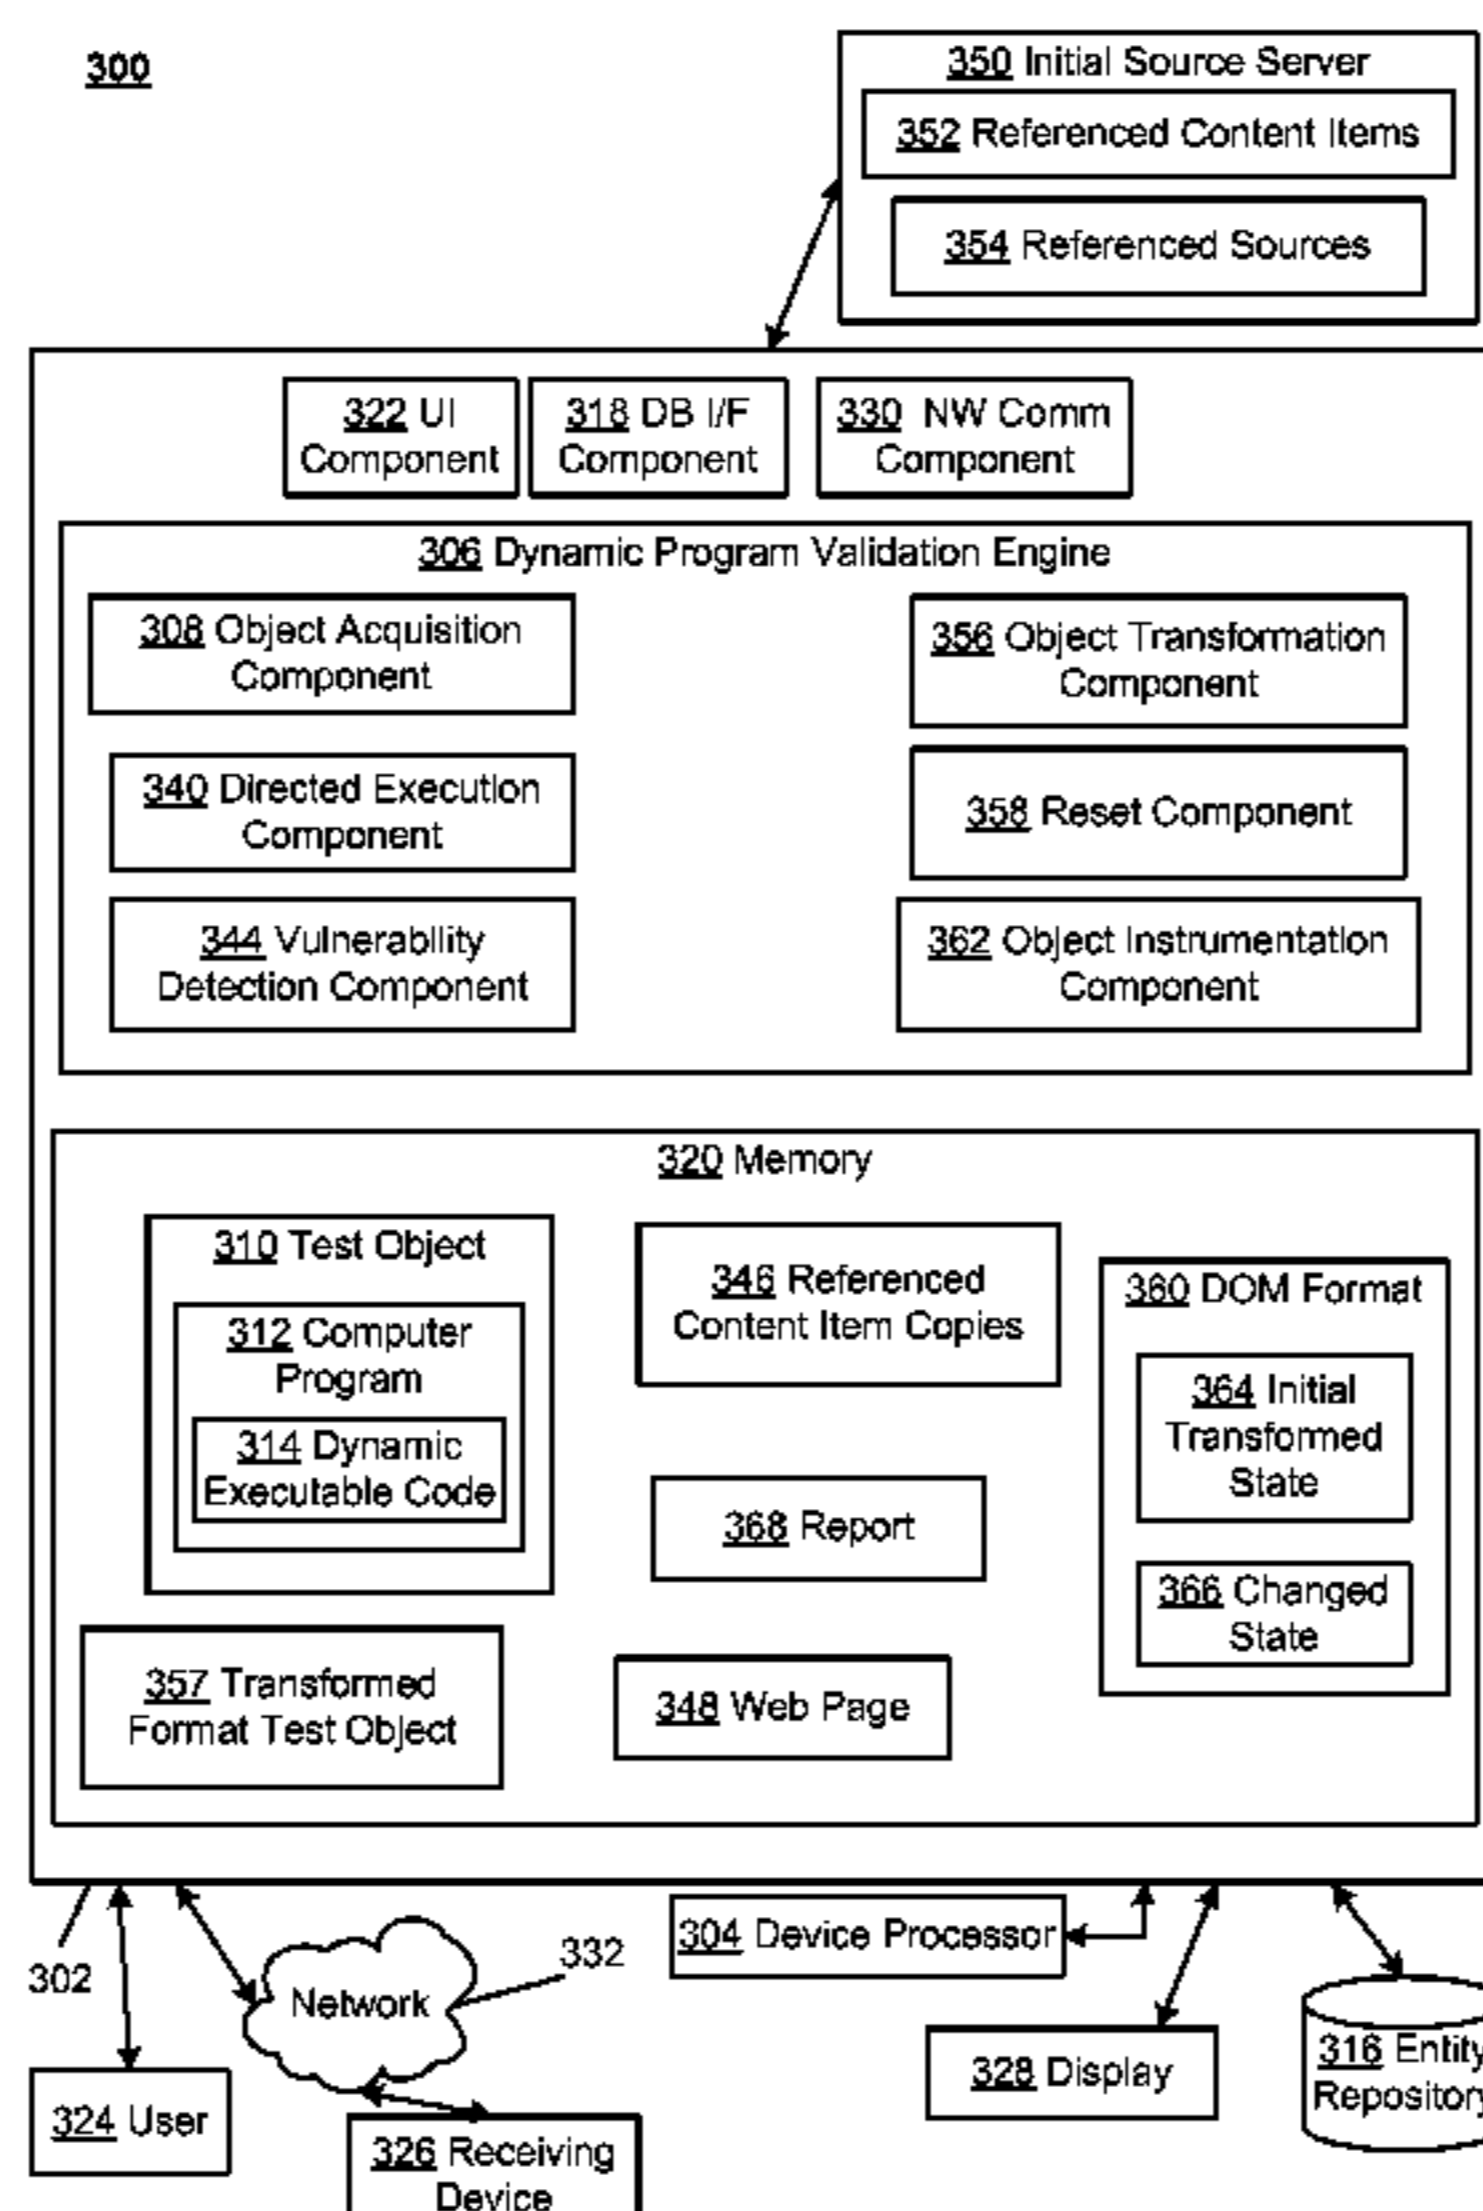 300
350 Initial Source Server
352 Referenced Content Items
354 Referenced Sources
322 UI
Component
318 DB I/F
Component
330 NW Comm
Component
306 Dynamic Program Validation Engine
308 Object Acquisition
Component
356 Object Transformation
Component
340 Directed Execution
Component
358 Reset Component
344 Vulnerability
Detection Component
362 Object Instrumentation
Component
320 Memory
310 Test Object
312 Computer
Program
314 Dynamic
Executable Code
346 Referenced
Content Item Copies
360 DOM Format
364 Initial
Transformed
State
368 Report
366 Changed
State
357 Transformed
Format Test Object
348 Web Page
302
Network
332
304 Device Processor
324 User
326 Receiving
Device
328 Display
316 Entity
Repository